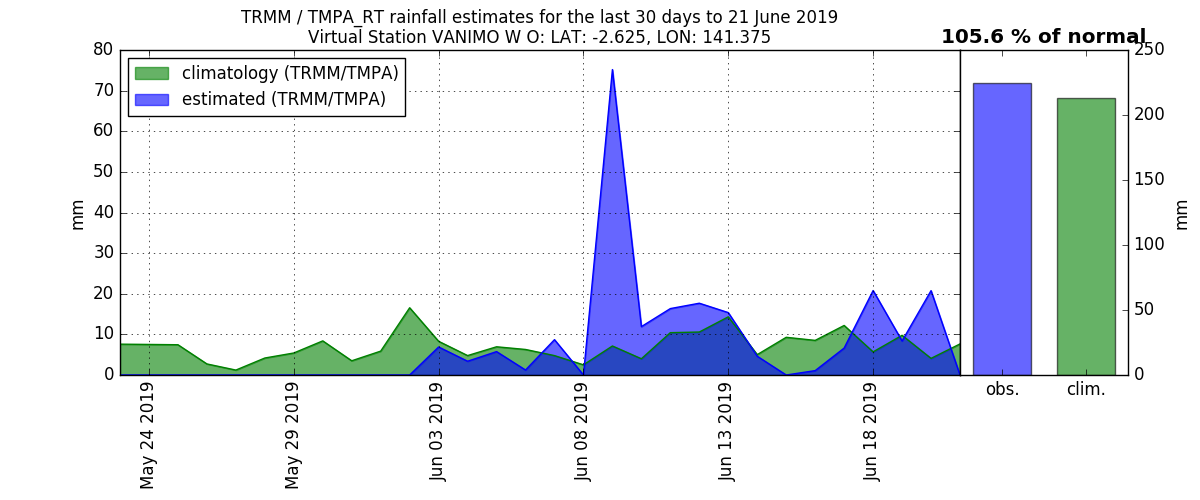 TRMM / TMPA_RT rainfall estimates for the last 30 days to 21 June 2019
Virtual Station VANIMO W O: LAT: -2.625, LON: 141.375
105.6 % of normal
climatology (TRMM/TMPA)
estimated (TRMM/TMPA)
80
70
60
50
40
30
20
10
0
mm
250
200
150
100
50
0
mm
obs.
clim.
May 24 2019
May 29 2019
Jun 03 2019
Jun 08 2019
Jun 13 2019
Jun 18 2019